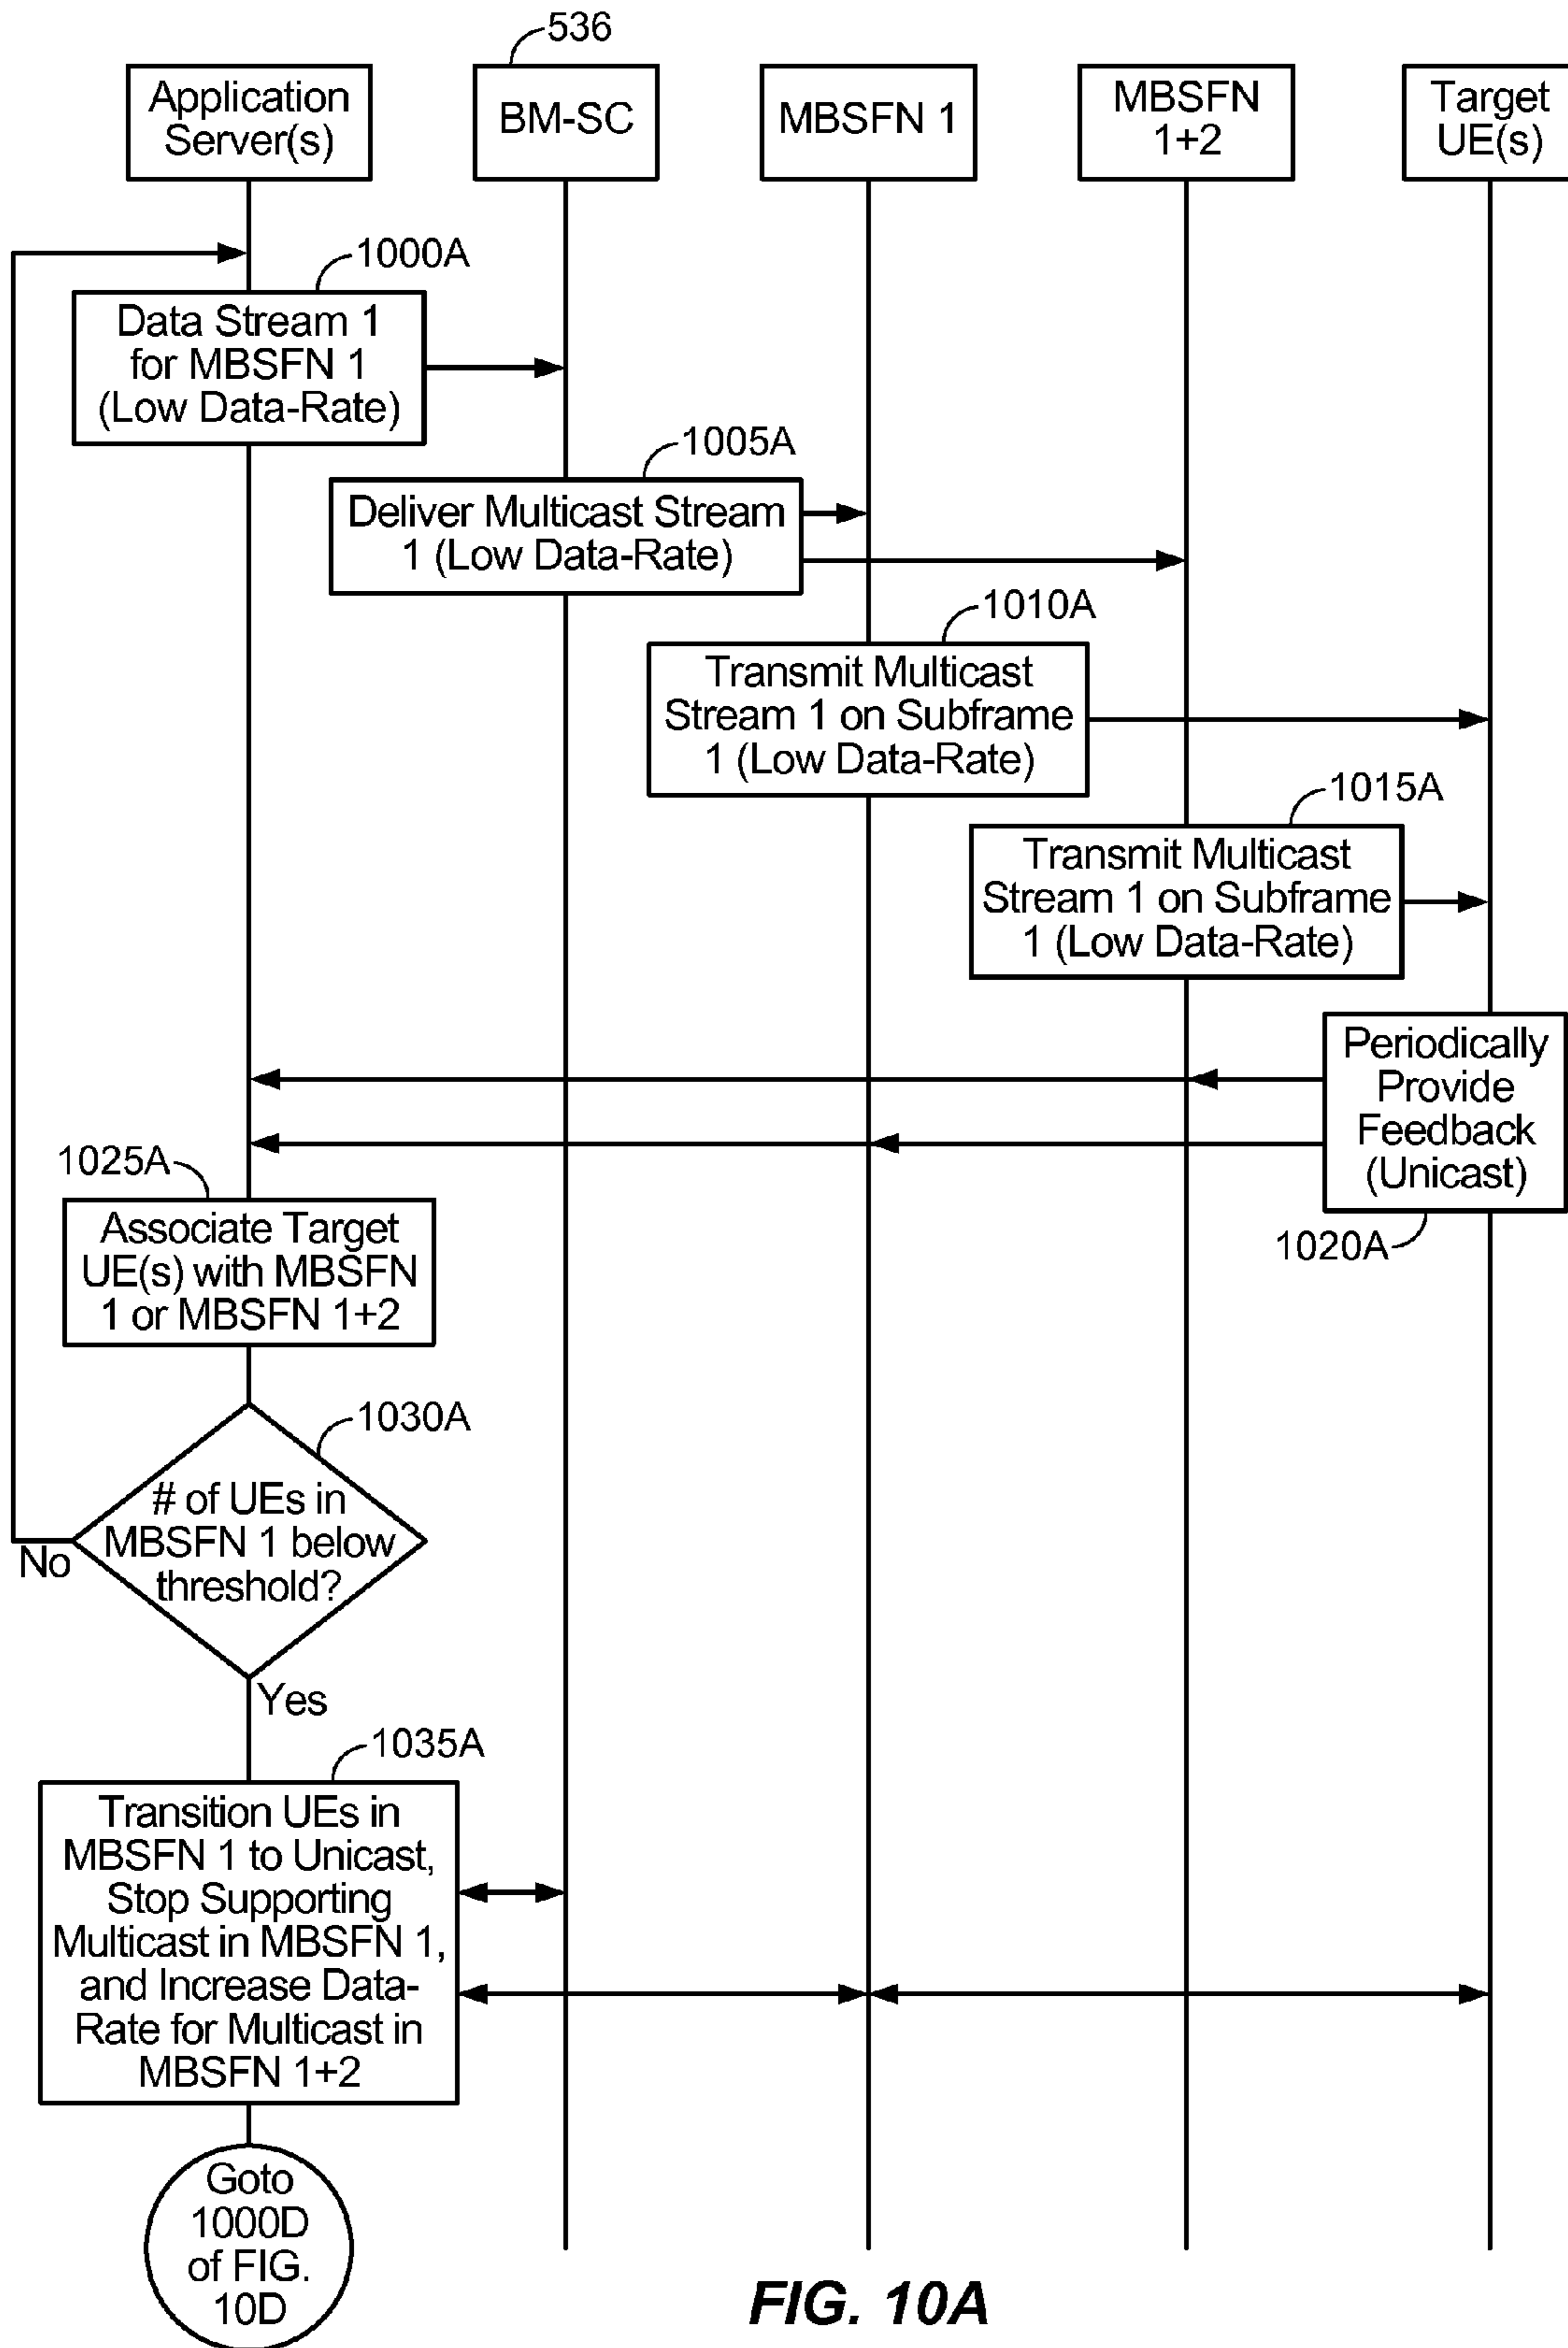 536
Application
Server(s)
BM-SC
MBSFN 1
MBSFN
1+2
Target
UE(s)
1000A
Data Stream 1
for MBSFN 1
(Low Data-Rate)
1005A
Deliver Multicast Stream
1 (Low Data-Rate)
1010A
Transmit Multicast
Stream 1 on Subframe
1 (Low Data-Rate)
1015A
Transmit Multicast
Stream 1 on Subframe
1 (Low Data-Rate)
Periodically
Provide
Feedback
(Unicast)
1020A
1025A
Associate Target
UE(s) with MBSFN
1 or MBSFN 1+2
1030A
# of UEs in
MBSFN 1 below
threshold?
No
Yes
1035A
Transition UEs in
MBSFN 1 to Unicast,
Stop Supporting
Multicast in MBSFN 1,
and Increase Data-
Rate for Multicast in
MBSFN 1+2
Goto
1000D
of FIG.
10D
FIG. 10A